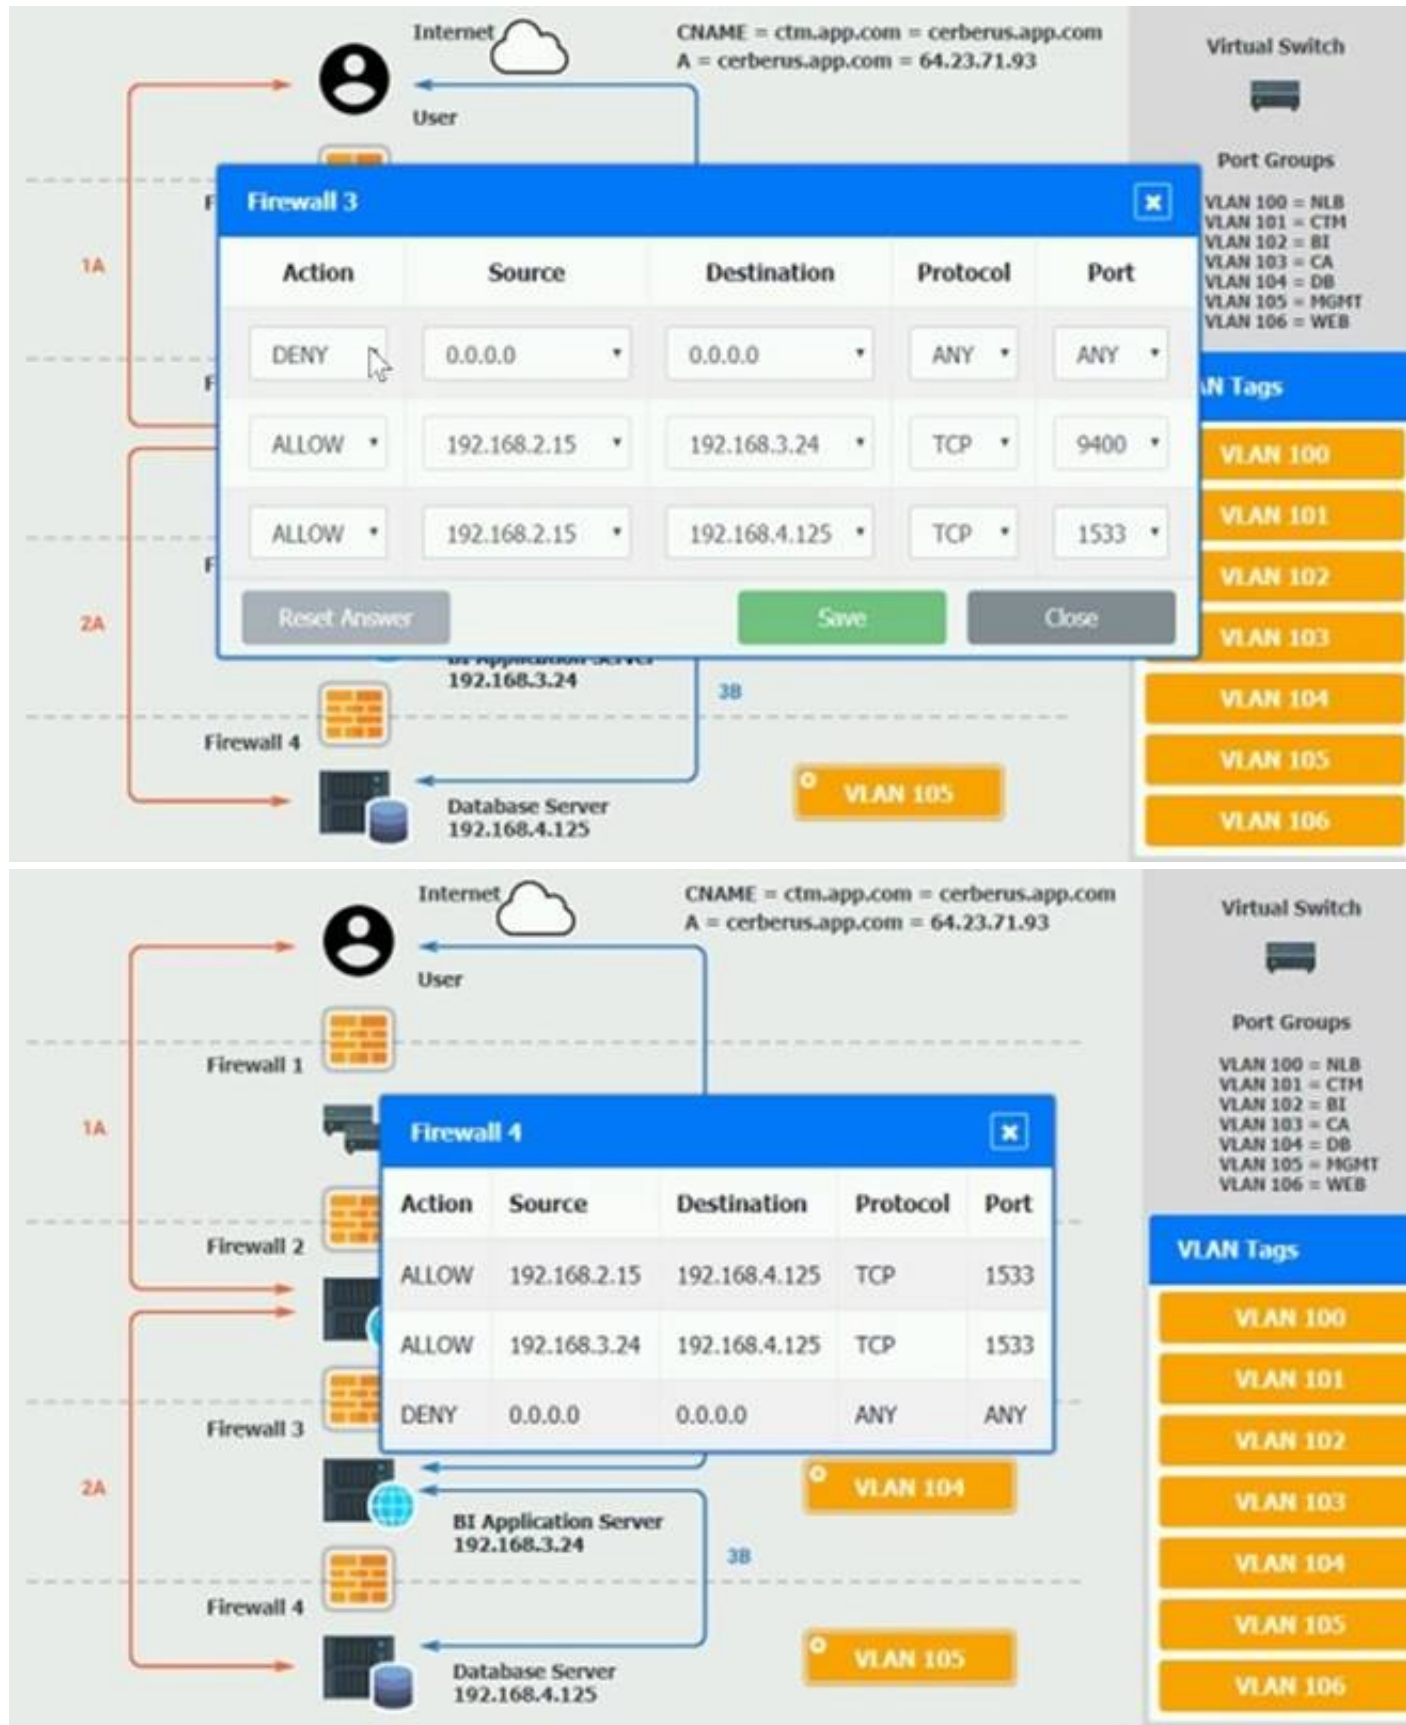 Internet
CNAME = ctm.app.com = cerberus.app.com
A = cerberus.app.com = 64.23.71.93
User
Virtual Switch
Port Groups
VLAN 100 = NLB
VLAN 101 = CTM
VLAN 102 = BI
VLAN 103 = CA
VLAN 104 = DB
VLAN 105 = MGMT
VLAN 106 = WEB
1A
F
Firewall 3
Action Source Destination Protocol Port
DENY 0.0.0.0 0.0.0.0 ANY ANY
F
ALLOW 192.168.2.15 192.168.3.24 TCP 9400
ALLOW 192.168.2.15 192.168.4.125 TCP 1533
F
Reset Answer Save Close
N Tags
VLAN 100
VLAN 101
VLAN 102
VLAN 103
VLAN 104
VLAN 105
VLAN 106
2A
BI Application Server
192.168.3.24
3B
Firewall 4
Database Server
192.168.4.125
VLAN 105
Internet
CNAME = ctm.app.com = cerberus.app.com
A = cerberus.app.com = 64.23.71.93
User
Virtual Switch
Port Groups
VLAN 100 = NLB
VLAN 101 = CTM
VLAN 102 = BI
VLAN 103 = CA
VLAN 104 = DB
VLAN 105 = MGMT
VLAN 106 = WEB
Firewall 1
1A
Firewall 4
Action Source Destination Protocol Port
ALLOW 192.168.2.15 192.168.4.125 TCP 1533
ALLOW 192.168.3.24 192.168.4.125 TCP 1533
DENY 0.0.0.0 0.0.0.0 ANY ANY
Firewall 2
Firewall 3
VLAN Tags
VLAN 100
VLAN 101
VLAN 102
VLAN 103
VLAN 104
VLAN 105
VLAN 106
2A
VLAN 104
BI Application Server
192.168.3.24
3B
Firewall 4
Database Server
192.168.4.125
VLAN 105